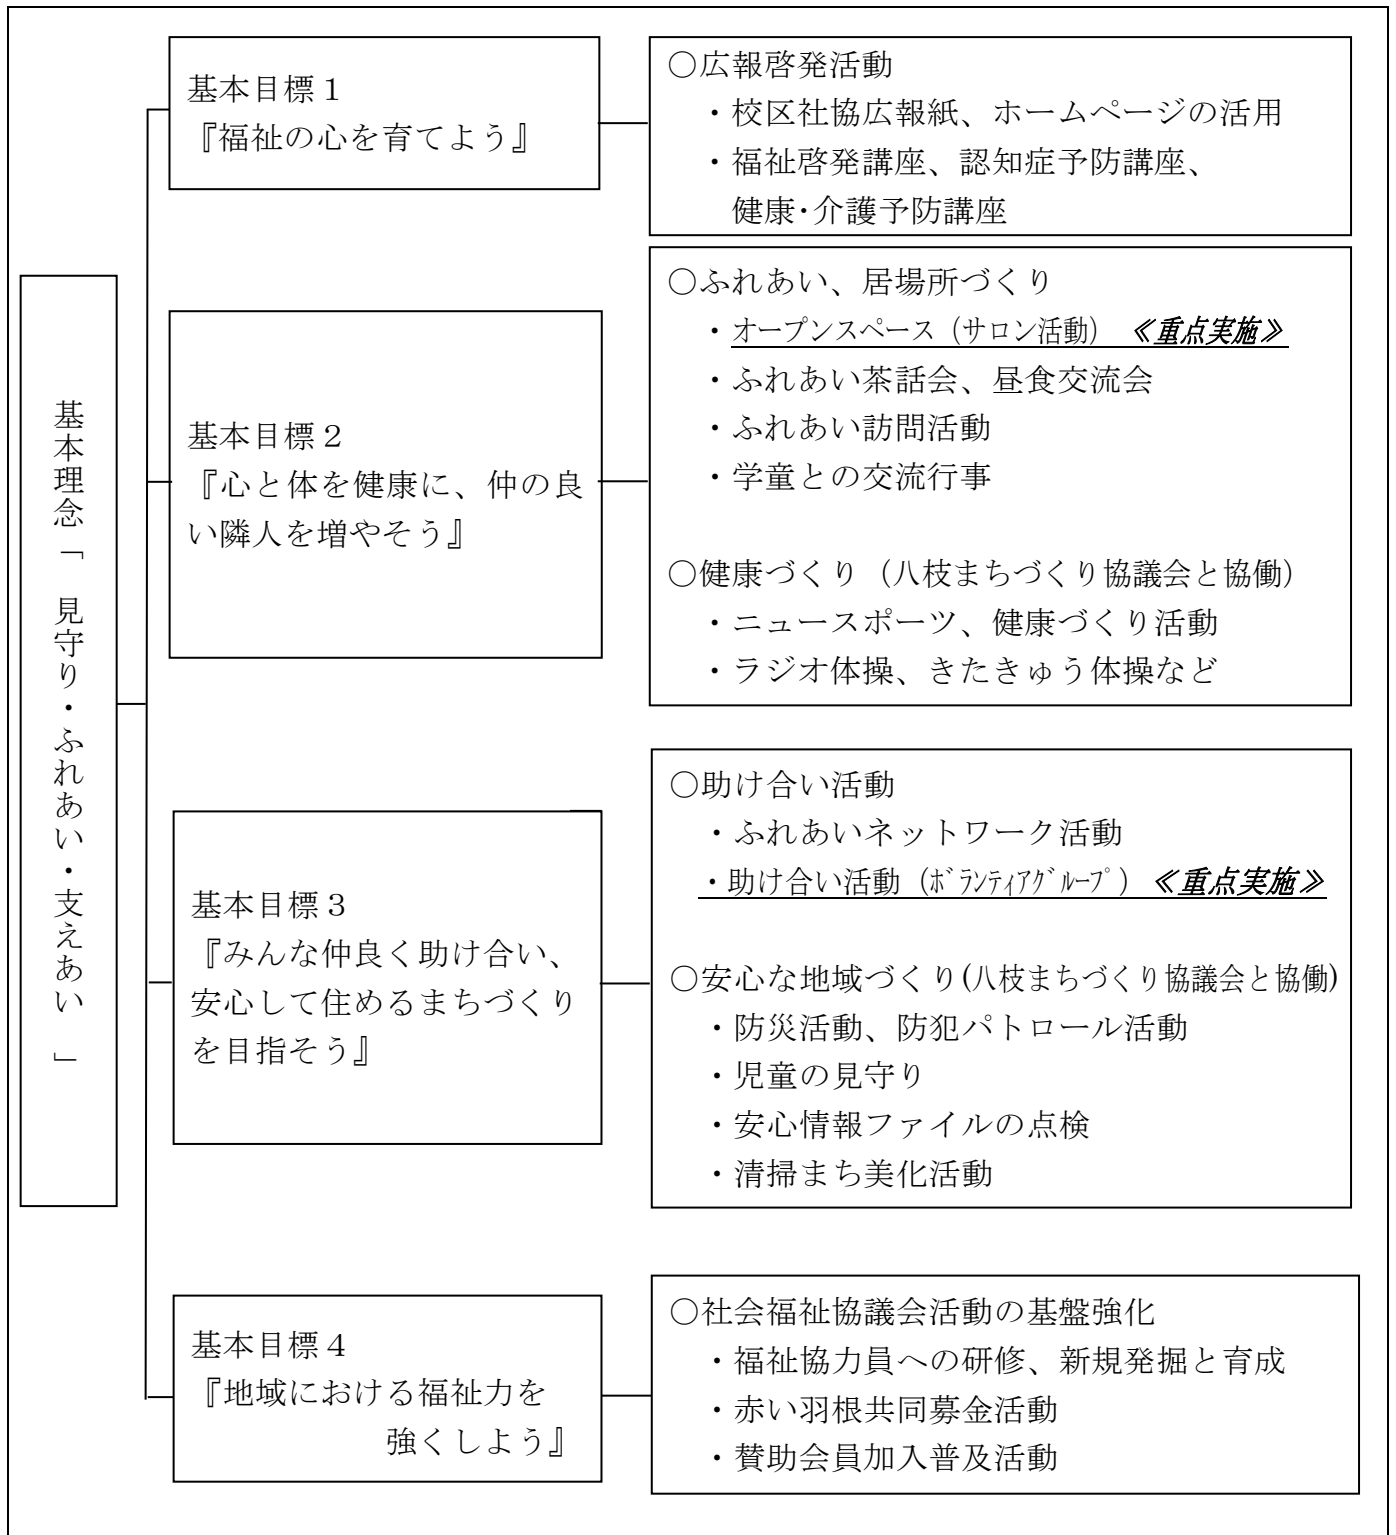 基本理念「 見守り・ふれあい・支えあい 」
基本目標１
『福祉の心を育てよう』
○広報啓発活動
・校区社協広報紙、ホームページの活用
・福祉啓発講座、認知症予防講座、
健康･介護予防講座
基本目標２
『心と体を健康に、仲の良
い隣人を増やそう』
○ふれあい、居場所づくり
・オープンスペース（サロン活動） ≪重点実施≫
・ふれあい茶話会、昼食交流会
・ふれあい訪問活動
・学童との交流行事
○健康づくり（八枝まちづくり協議会と協働）
・ニュースポーツ、健康づくり活動
・ラジオ体操、きたきゅう体操など
基本目標３
『みんな仲良く助け合い、
安心して住めるまちづくり
を目指そう』
○助け合い活動
・ふれあいネットワーク活動
・助け合い活動（ﾎﾞﾗﾝﾃｨｱｸﾞﾙｰﾌﾟ）≪重点実施≫
○安心な地域づくり(八枝まちづくり協議会と協働)
・防災活動、防犯パトロール活動
・児童の見守り
・安心情報ファイルの点検
・清掃まち美化活動
基本目標４
『地域における福祉力を
強くしよう』
○社会福祉協議会活動の基盤強化
・福祉協力員への研修、新規発掘と育成
・赤い羽根共同募金活動
・賛助会員加入普及活動